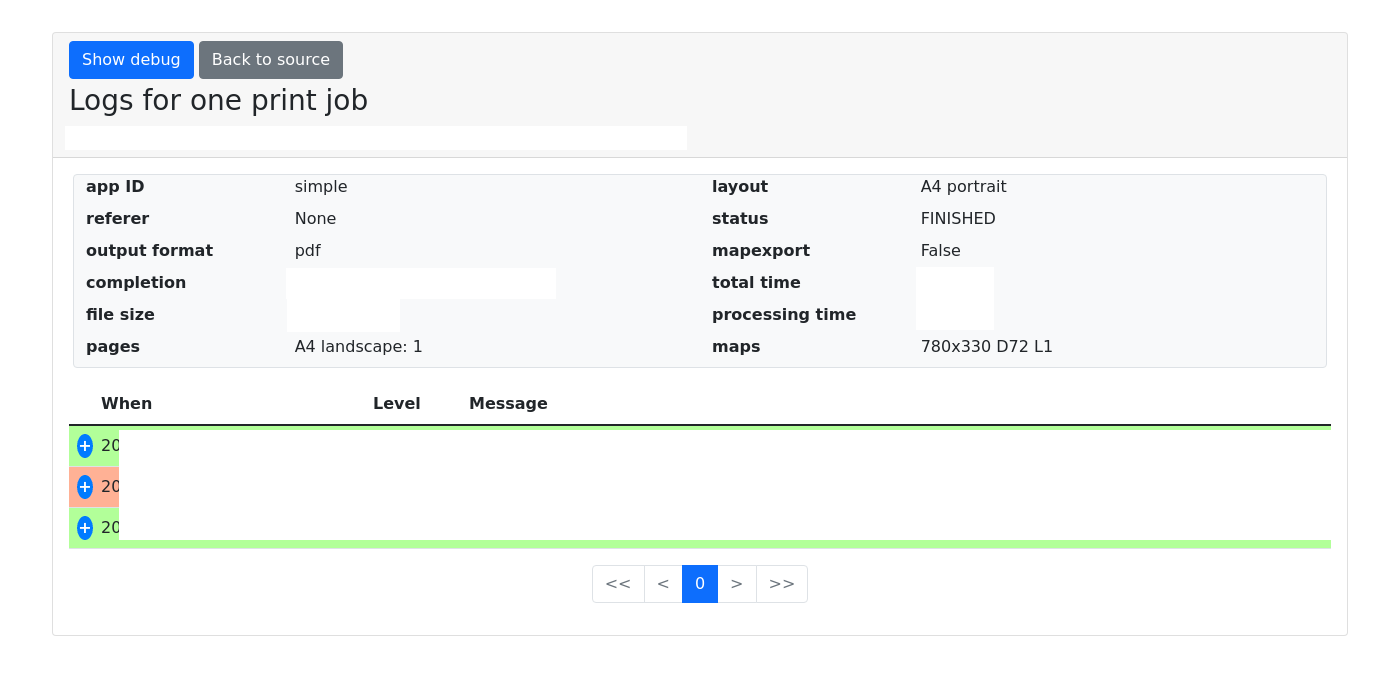 Show debug Back to source
Logs for one print job
app ID simple layout A4 portrait
referer None status FINISHED
output format pdf mapexport False
completion total time
file size processing time
pages A4 landscape: 1 maps 780x330 D72 L1
When Level Message
+ 20
+ 20
+ 20
<< < 0 > >>